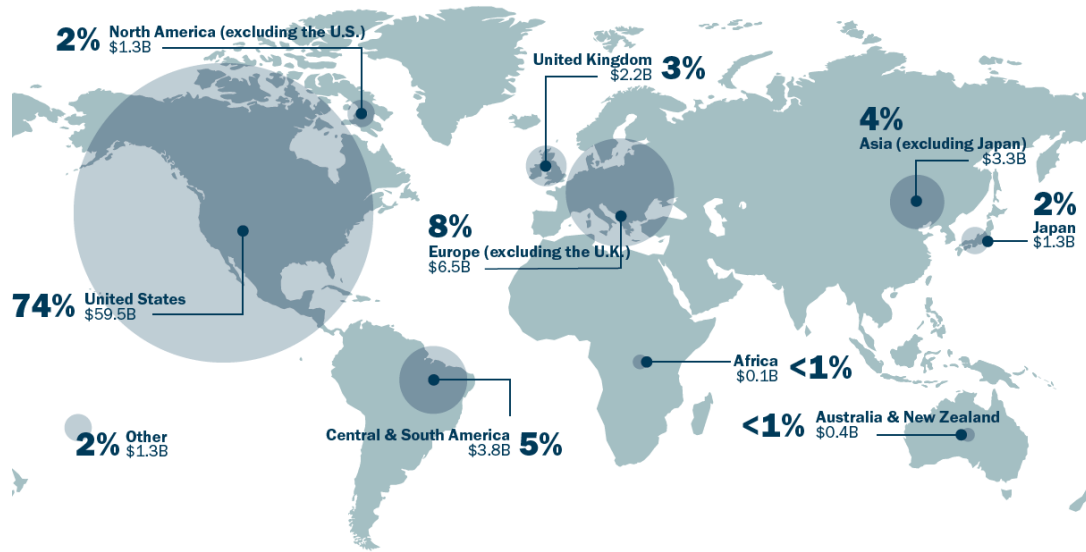 2%
North America (excluding the U.S.)
$1.3B
United Kingdom
$2.2B
3%
4%
Asia (excluding Japan)
$3.3B
2%
Japan
$1.3B
8%
Europe (excluding the U.K.)
$6.5B
74%
United States
$59.5B
Africa
$0.1B
<1%
<1%
Australia & New Zealand
$0.4B
2%
Other
$1.3B
Central & South America
$3.8B
5%